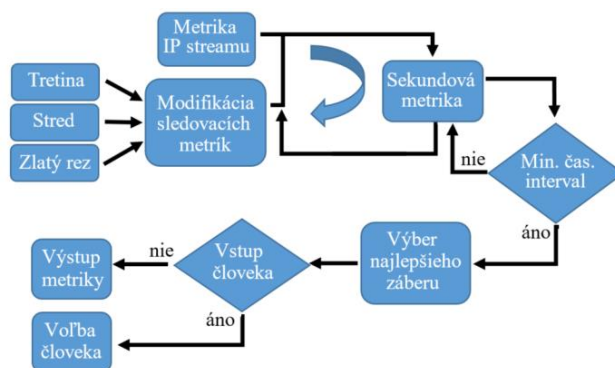 Metrika
IP streamu
Tretina
Stred
Zlatý rez
Modifikácia
sledovacích
metrík
Sekundová
metrika
nie
Min. čas.
interval
áno
Výber
najlepšieho
záberu
Vstup
človeka
nie
Výstup
metriky
áno
Voľba
človeka